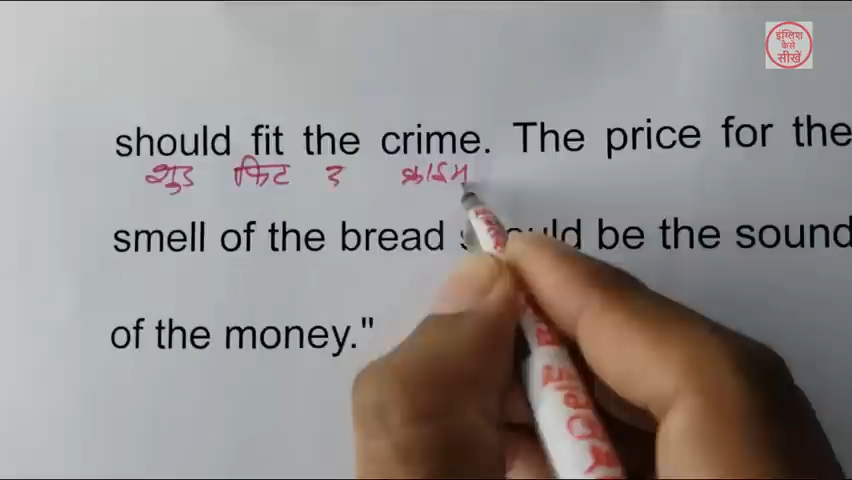 इंग्लिश
कैसे
सीखें
should fit the crime. The price for the
शुड फिट द क्राइम
smell of the bread should be the sound
of the money."